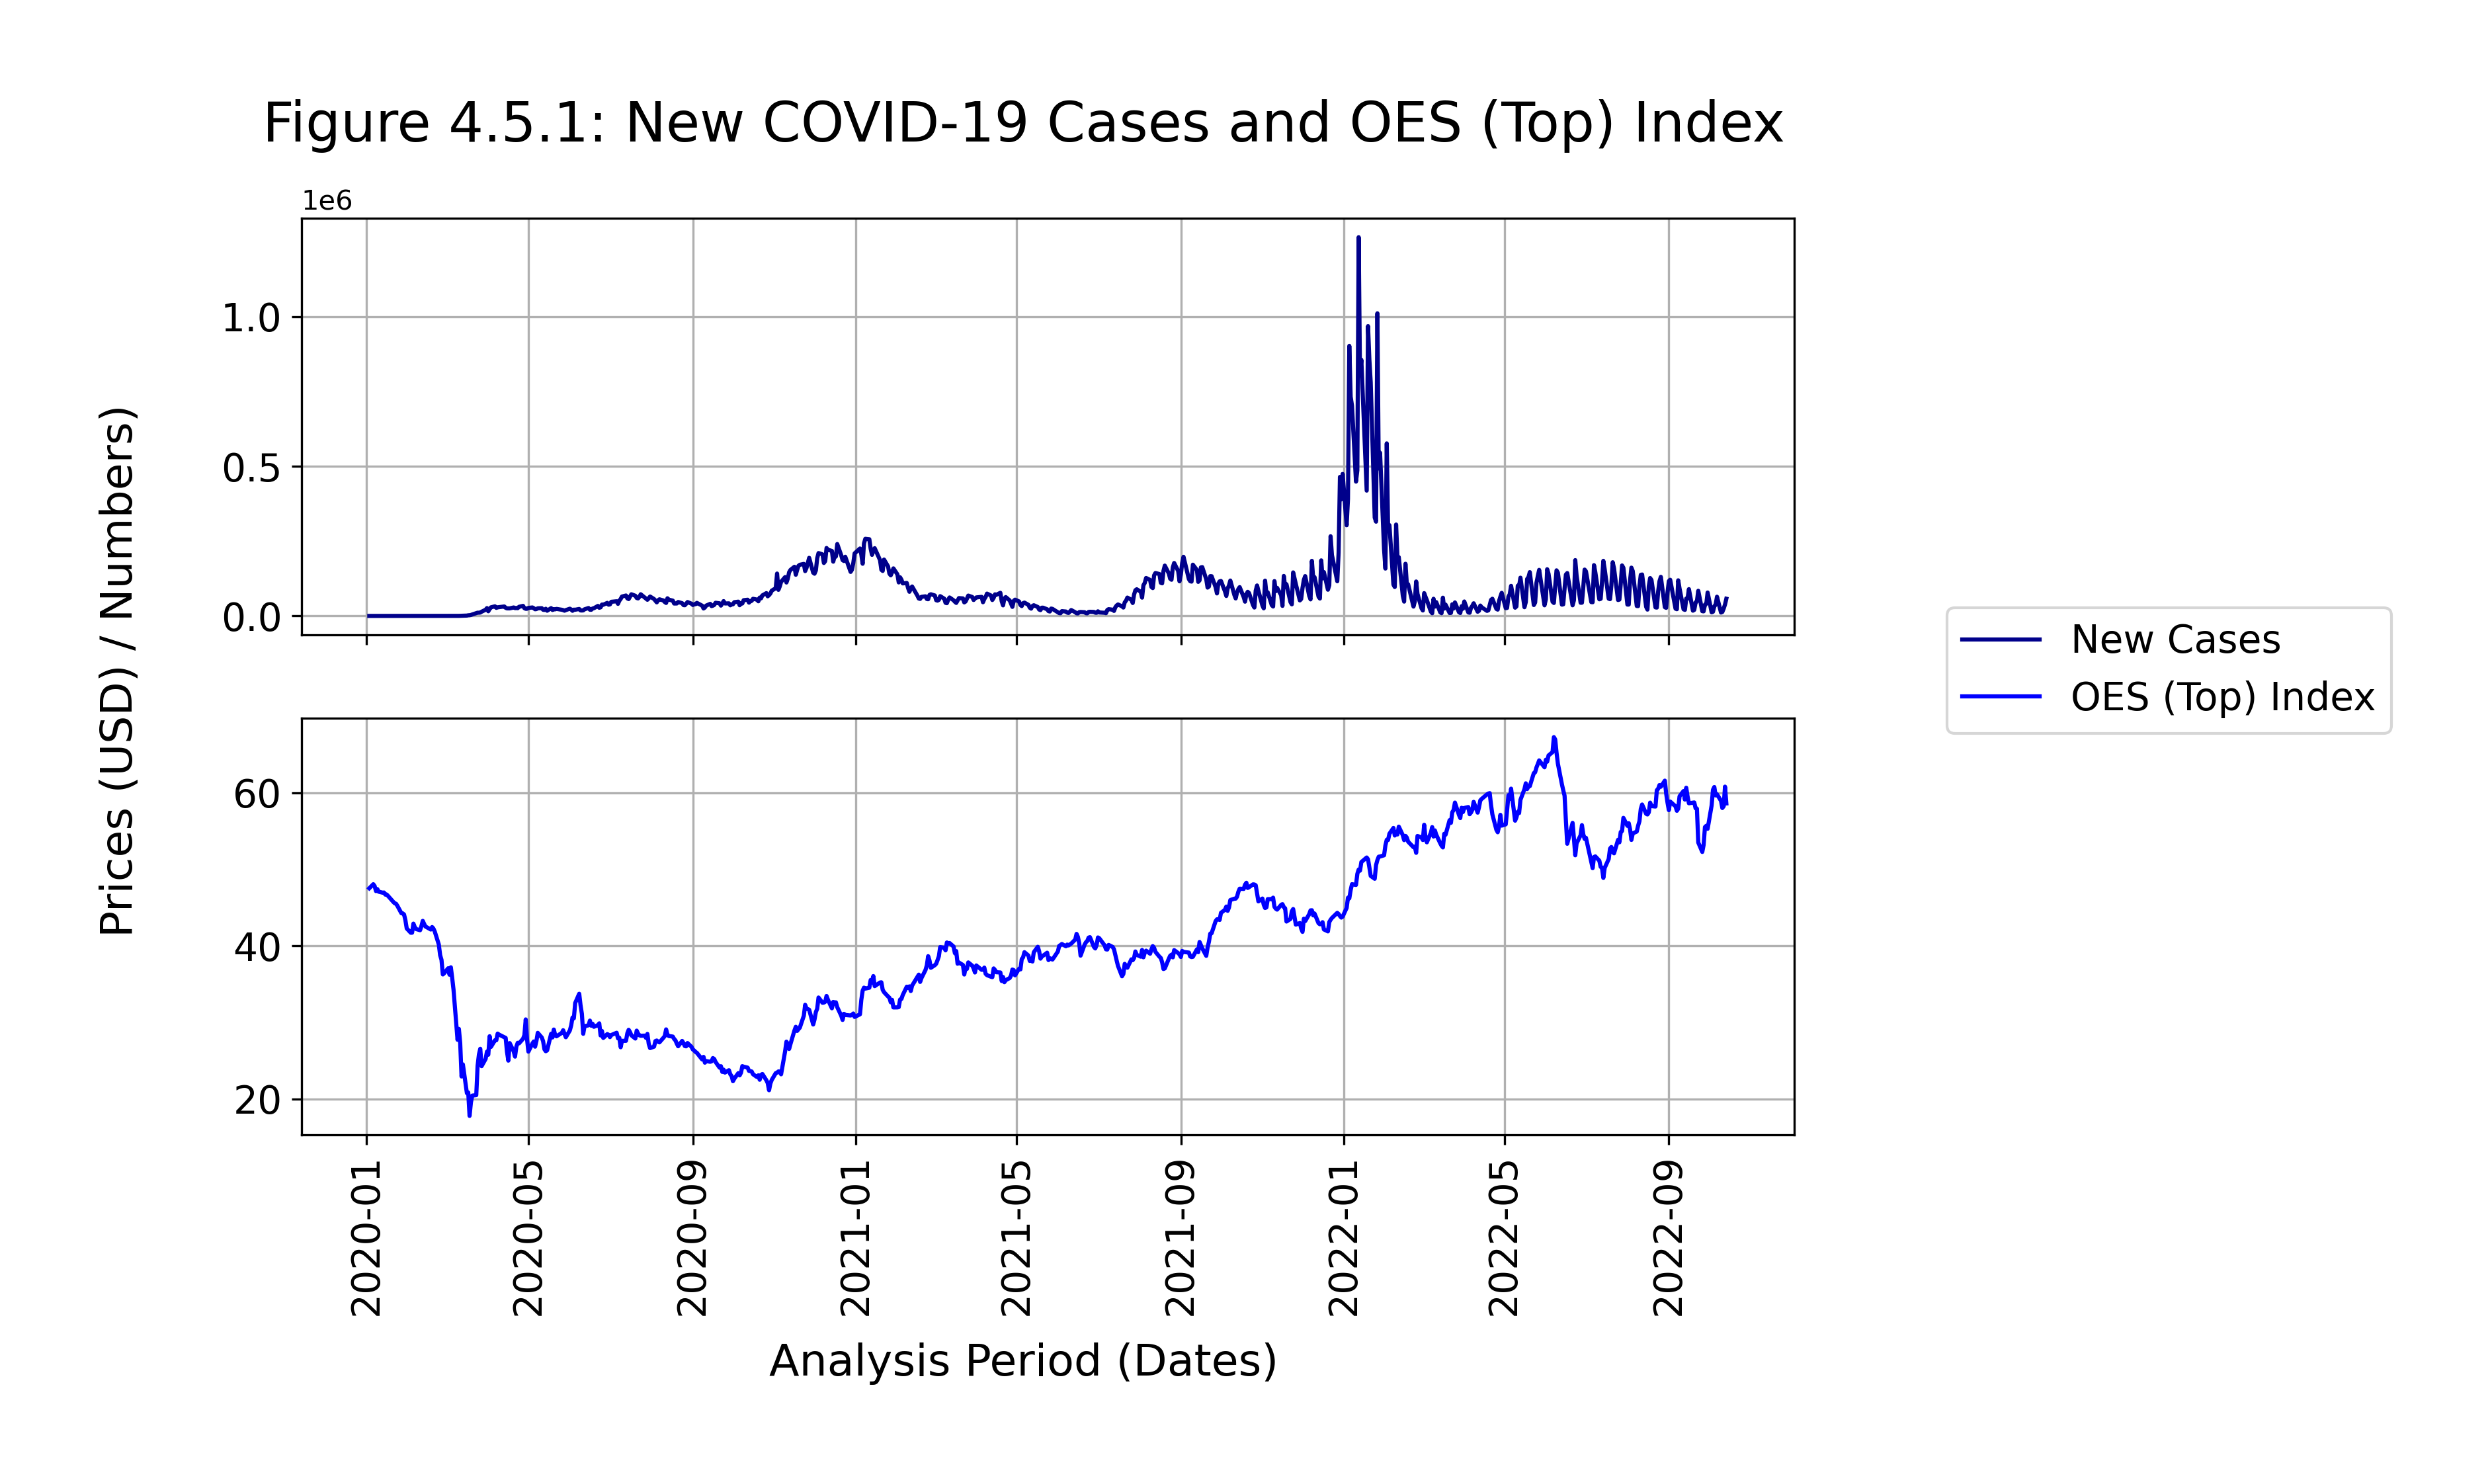 Figure 4.5.1: New COVID-19 Cases and OES (Top) Index
1e6
1.0
0.5
0.0
Prices (USD) / Numbers)
New Cases
OES (Top) Index
60
40
20
2020-01
2020-05
2020-09
2021-01
2021-05
2021-09
2022-01
2022-05
2022-09
Analysis Period (Dates)